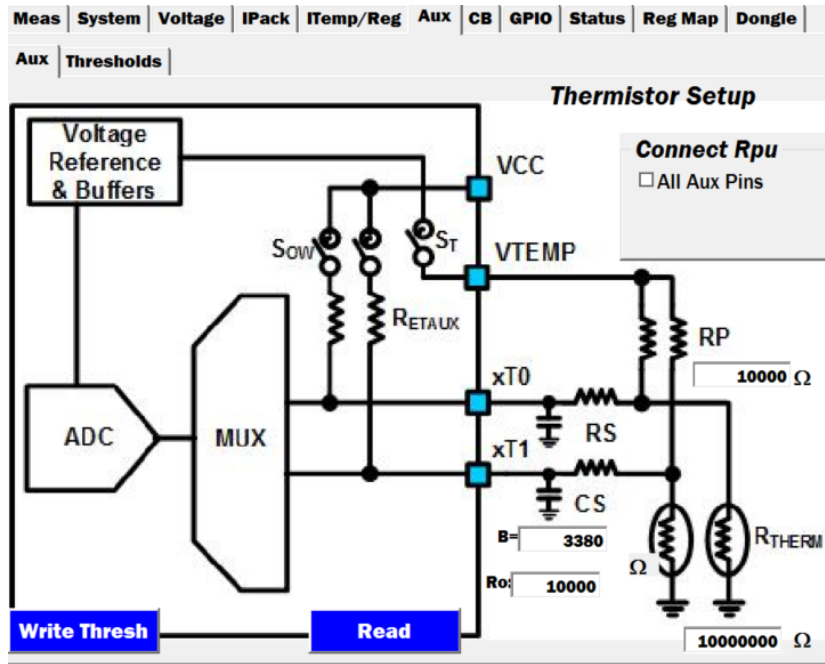 Meas System Voltage IPack ITemp/Reg Aux CB GPIO Status Reg Map Dongle
Aux Thresholds
Thermistor Setup
Voltage
Reference
& Buffers
Connect Rpu
All Aux Pins
VCC
SOW
ST
VTEMP
RETAUX
RP
10000 Ω
xT0
ADC
MUX
RS
xT1
CS
B= 3380
RTHERM
Ω
Ro: 10000
Write Thresh
Read
10000000 Ω